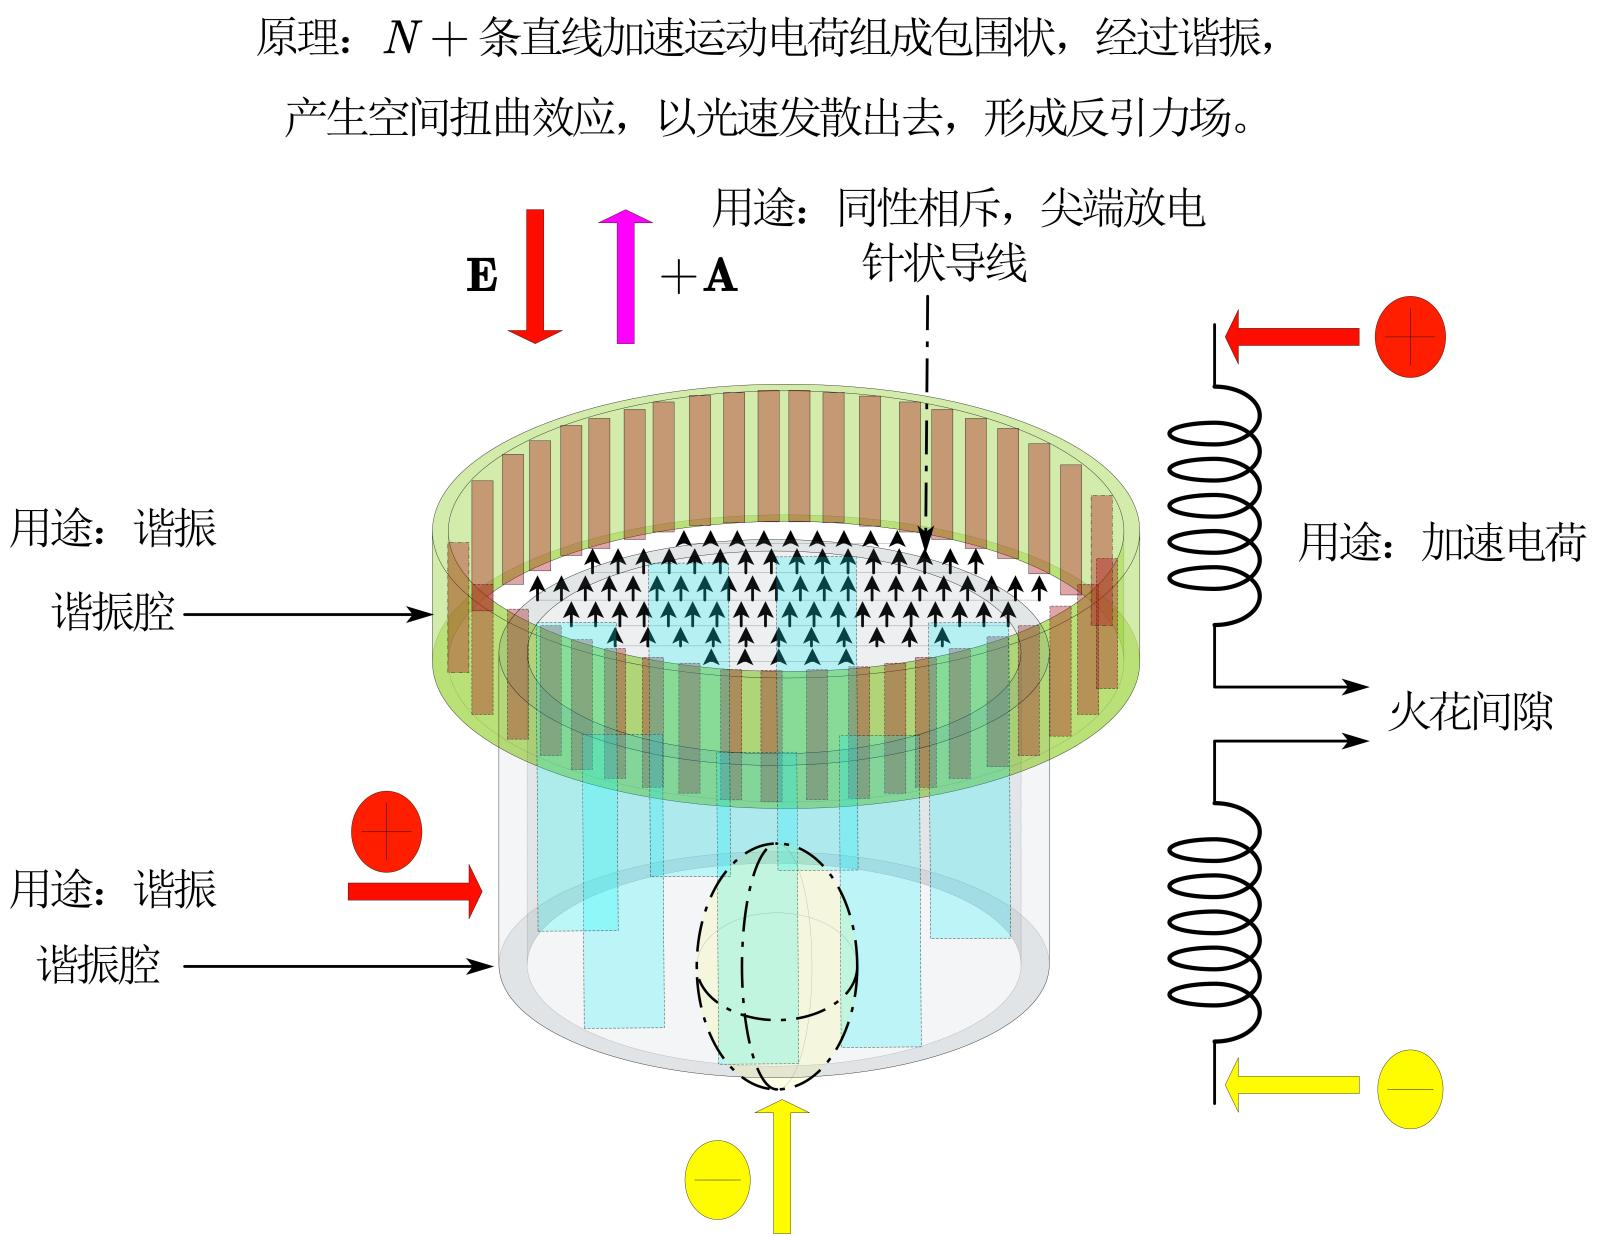 原理：N + 条直线加速运动电荷组成包围状，经过谐振，
产生空间扭曲效应，以光速发散出去，形成反引力场。
用途：同性相斥，尖端放电
针状导线
E
+A
+
用途：谐振
用途：加速电荷
谐振腔
火花间隙
+
用途：谐振
谐振腔
−
−